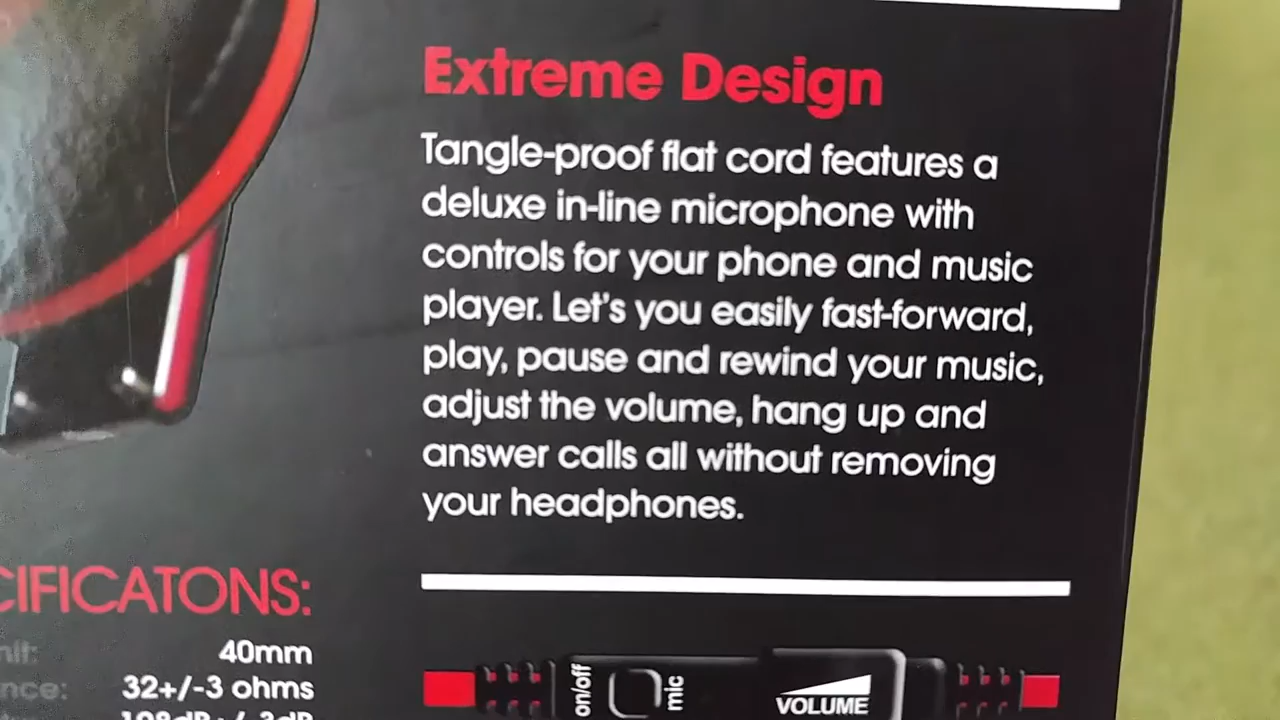 Extreme Design
Tangle-proof flat cord features a
deluxe in-line microphone with
controls for your phone and music
player. Let's you easily fast-forward,
play, pause and rewind your music,
adjust the volume, hang up and
answer calls all without removing
your headphones.
CIFICATONS:
40mm
32+/-3 ohms
on/off
mic
VOLUME